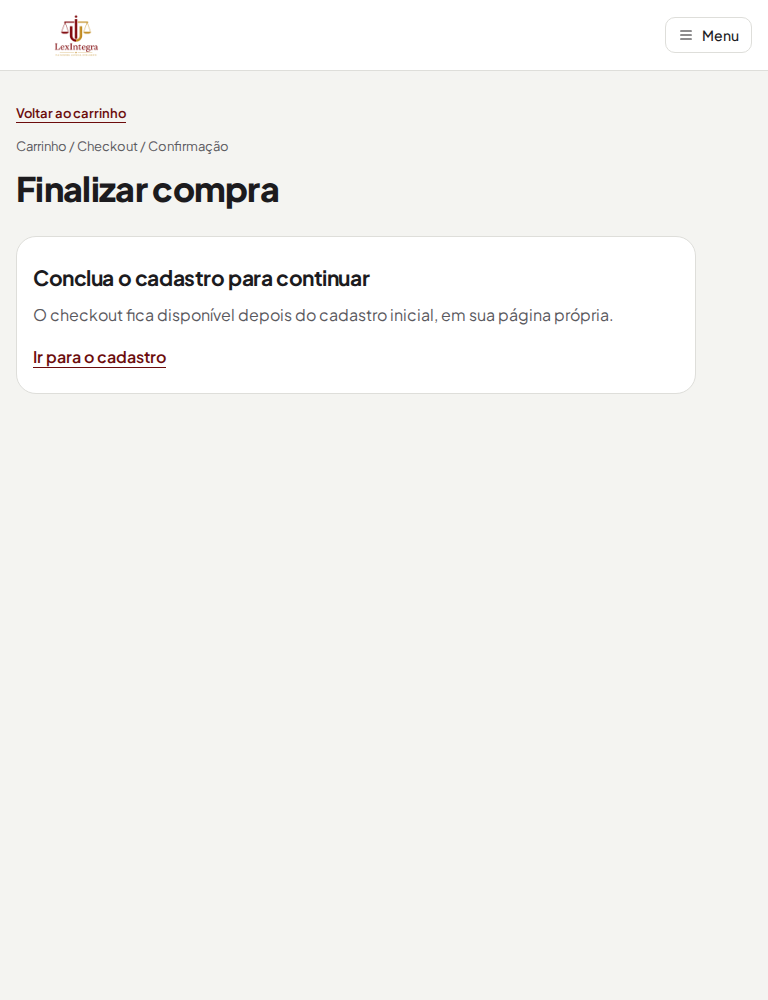 LexIntegra
Menu
Voltar ao carrinho
Carrinho / Checkout / Confirmação
Finalizar compra
Conclua o cadastro para continuar
O checkout fica disponível depois do cadastro inicial, em sua página própria.
Ir para o cadastro